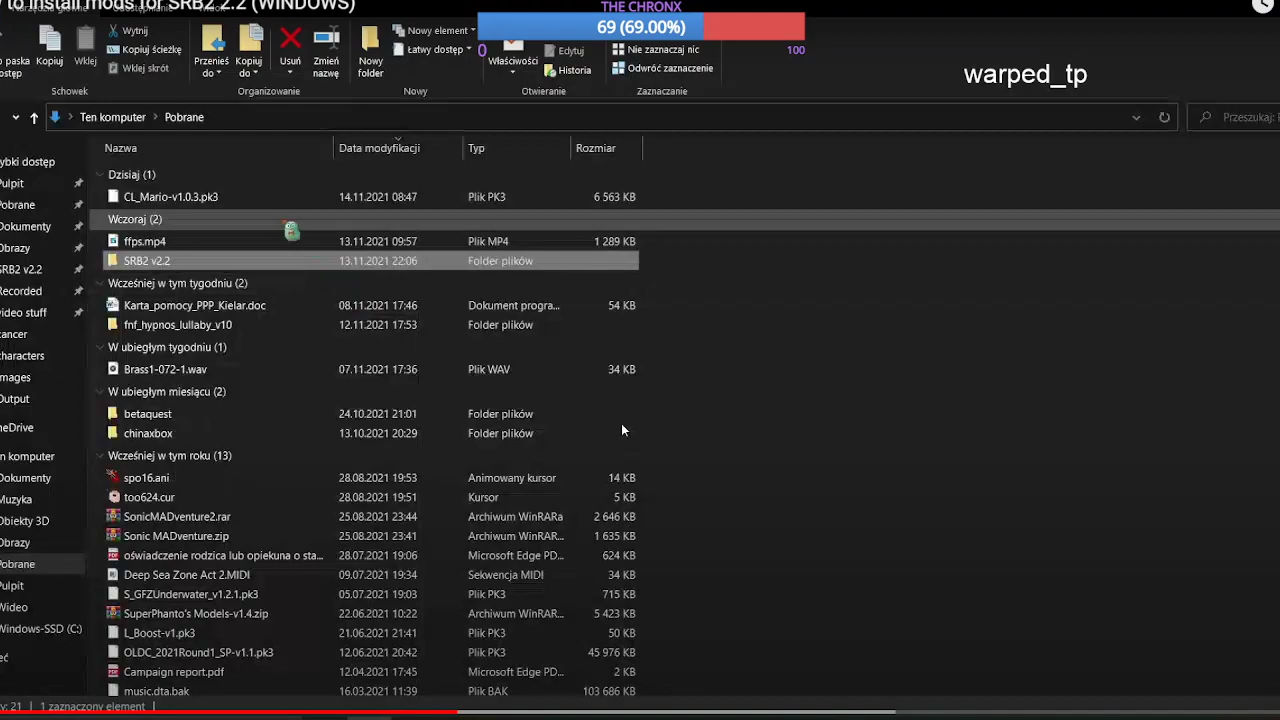 to install mods for SRB2 2.2 (WINDOWS)
THE CHRONX
69 (69.00%)
0
100
warped_tp
Wytnij
Kopiuj ścieżkę
Wklej skrót
Kopiuj
Wklej
Przenieś do
Kopiuj do
Usuń
Zmień nazwę
Nowy folder
Nowy element
Łatwy dostęp
Właściwości
Edytuj
Historia
Nie zaznaczaj nic
Odwróć zaznaczenie
Schowek
Organizowanie
Nowy
Otwieranie
Zaznaczanie
Ten komputer > Pobrane
Przeszukaj:
Nazwa Data modyfikacji Typ Rozmiar
Dzisiaj (1)
CL_Mario-v1.0.3.pk3 14.11.2021 08:47 Plik PK3 6 563 KB
Wczoraj (2)
ffps.mp4 13.11.2021 09:57 Plik MP4 1 289 KB
SRB2 v2.2 13.11.2021 22:06 Folder plików
Wcześniej w tym tygodniu (2)
Karta_pomocy_PPP_Kielar.doc 08.11.2021 17:46 Dokument progra... 54 KB
fnf_hypnos_lullaby_v10 12.11.2021 17:53 Folder plików
W ubiegłym tygodniu (1)
Brass1-072-1.wav 07.11.2021 17:36 Plik WAV 34 KB
W ubiegłym miesiącu (2)
betaquest 24.10.2021 21:01 Folder plików
chinaxbox 13.10.2021 20:29 Folder plików
Wcześniej w tym roku (13)
spo16.ani 28.08.2021 19:53 Animowany kursor 14 KB
too624.cur 28.08.2021 19:51 Kursor 5 KB
SonicMADventure2.rar 25.08.2021 23:44 Archiwum WinRARa 2 646 KB
Sonic MADventure.zip 25.08.2021 23:41 Archiwum WinRAR... 1 635 KB
oświadczenie rodzica lub opiekuna o sta... 28.07.2021 19:06 Microsoft Edge PD... 624 KB
Deep Sea Zone Act 2.MIDI 09.07.2021 19:34 Sekwencja MIDI 34 KB
S_GFZUnderwater_v1.2.1.pk3 05.07.2021 19:03 Plik PK3 715 KB
SuperPhanto's Models-v1.4.zip 22.06.2021 10:22 Archiwum WinRAR... 5 423 KB
L_Boost-v1.pk3 21.06.2021 21:41 Plik PK3 50 KB
OLDC_2021Round1_SP-v1.1.pk3 12.06.2021 20:42 Plik PK3 45 976 KB
Campaign report.pdf 12.04.2021 17:45 Microsoft Edge PD... 2 KB
music.dta.bak 16.03.2021 11:39 Plik BAK 103 686 KB
ybki dostęp
Pulpit
Pobrane
Dokumenty
Obrazy
SRB2 v2.2
Recorded
video stuff
cancer
characters
images
Output
neDrive
n komputer
Dokumenty
Muzyka
Obiekty 3D
Obrazy
Pobrane
Pulpit
Wideo
Windows-SSD (C:)
eć
y: 21 1 zaznaczony element